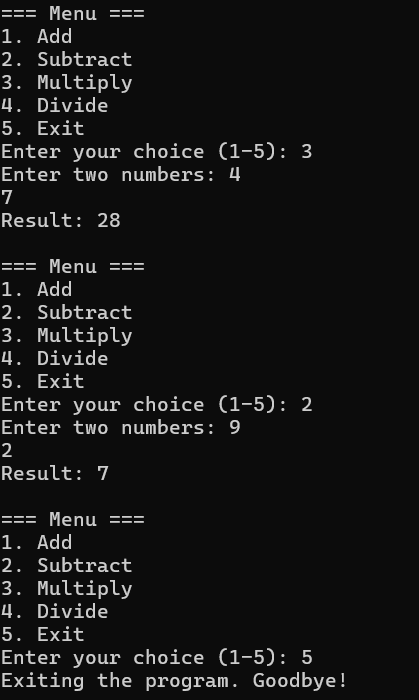 === Menu ===
1. Add
2. Subtract
3. Multiply
4. Divide
5. Exit
Enter your choice (1-5): 3
Enter two numbers: 4
7
Result: 28
=== Menu ===
1. Add
2. Subtract
3. Multiply
4. Divide
5. Exit
Enter your choice (1-5): 2
Enter two numbers: 9
2
Result: 7
=== Menu ===
1. Add
2. Subtract
3. Multiply
4. Divide
5. Exit
Enter your choice (1-5): 5
Exiting the program. Goodbye!